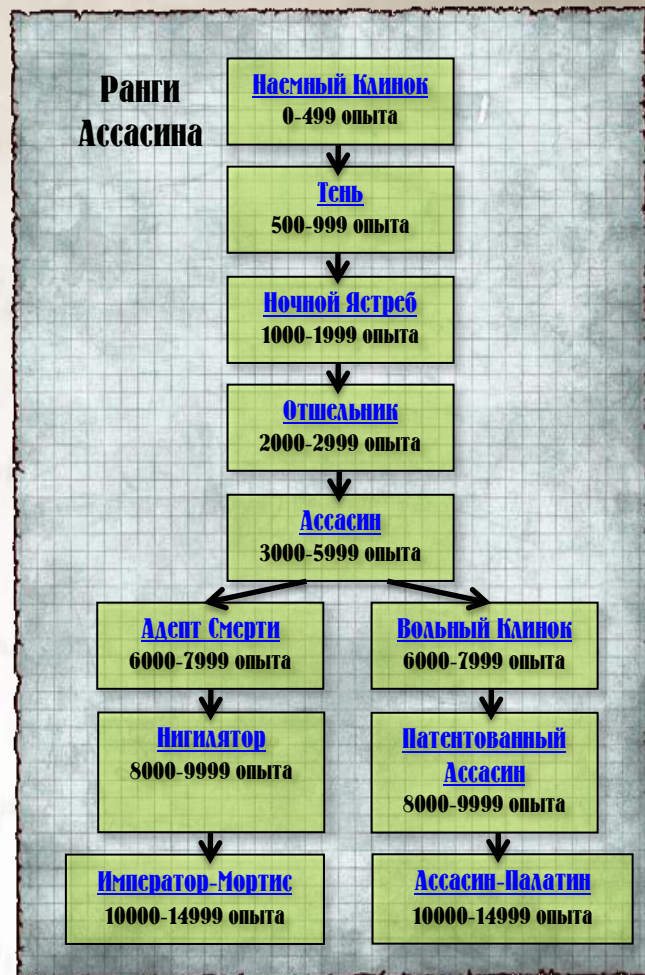 Ранги
Ассасина
Наемный Клинок
0-499 опыта
Тень
500-999 опыта
Ночной Ястреб
1000-1999 опыта
Отшельник
2000-2999 опыта
Ассасин
3000-5999 опыта
Адепт Смерти
6000-7999 опыта
Вольный Клинок
6000-7999 опыта
Нигилятор
8000-9999 опыта
Патентованный
Ассасин
8000-9999 опыта
Император-Мортис
10000-14999 опыта
Ассасин-Палатин
10000-14999 опыта